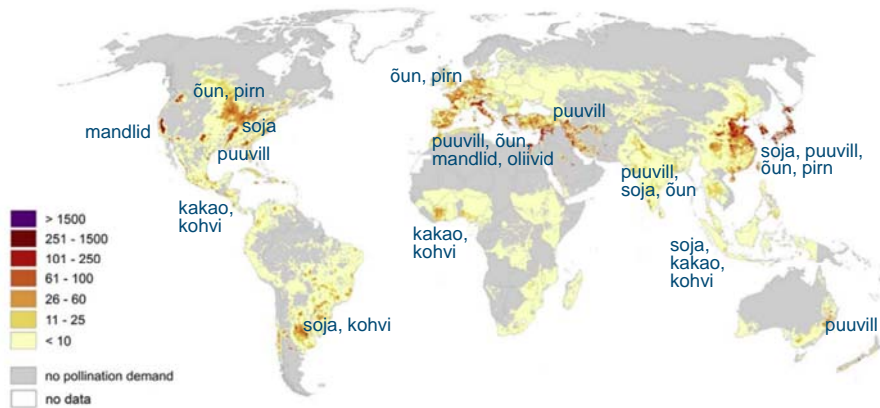 õun, pirn
mandlid
soja
puuvill
kakao,
kohvi
soja, kohvi
õun, pirn
puuvill
puuvill, õun,
mandlid, oliivid
kakao,
kohvi
puuvill,
soja, õun
soja, puuvill,
õun, pirn
soja,
kakao,
kohvi
puuvill
> 1500
251 - 1500
101 - 250
61 - 100
26 - 60
11 - 25
< 10
no pollination demand
no data